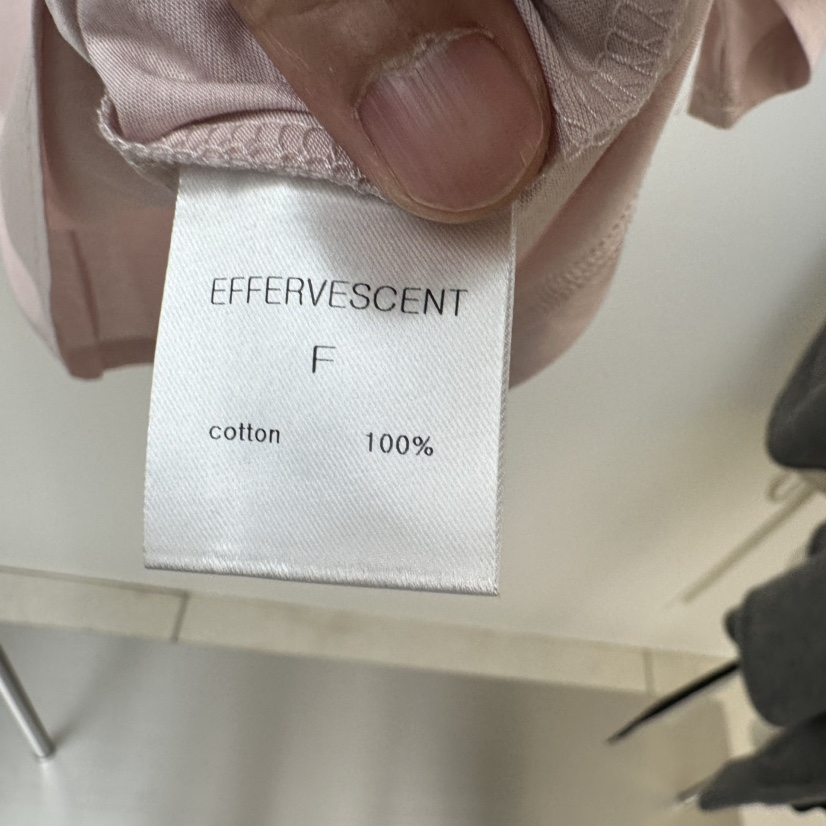 EFFERVESCENT
F
cotton 100%